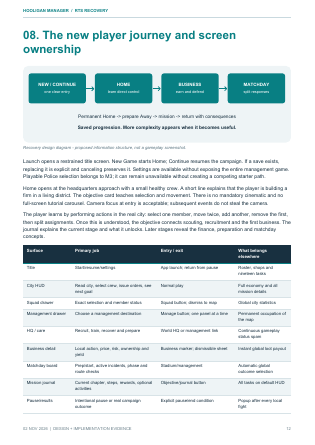 HOOLIGAN MANAGER / RTS RECOVERY
08. The new player journey and screen
ownership
NEW / CONTINUE
HOME
BUSINESS
MATCHDAY
one clear entry
learn direct control
earn and defend
split responses
Permanent Home -> prepare Away -> mission -> return with consequences
Saved progression. More complexity appears when it becomes useful.
Recovery design diagram - proposed information structure, not a gameplay screenshot.
Launch opens a restrained title screen. New Game starts Home; Continue resumes the campaign. If a save exists,
replacing it is explicit and canceling preserves it. Settings are available without exposing the entire management game.
Playable Police selection belongs to M3; it can remain unavailable without creating a competing starter path.
Home opens at the headquarters approach with a small healthy crew. A short line explains that the player is building a
firm in a living district. The objective card teaches selection and movement. There is no mandatory cinematic and no
full-screen tutorial carousel. Camera focus at entry is acceptable; subsequent events do not steal the camera.
The player learns by performing actions in the real city: select one member, move twice, add another, remove the first,
then split assignments. Once this is understood, the objective connects scouting, recruitment and the first business. The
journal explains the current stage and what it unlocks. Later stages reveal the finance, preparation and matchday
concepts.
Surface
Primary job
Entry / exit
What belongs
elsewhere
Title
Start/resume/settings
App launch; return from pause
Roster, shops and
nineteen tasks
City HUD
Read city, select crew, issue orders, see
next goal
Normal play
Full economy and all
mission details
Squad drawer
Exact selection and member status
Squad button; dismiss to map
Global city statistics
Management drawer
Choose a management destination
Manage button; one panel at a time
Permanent occupation of
the map
HQ / care
Recruit, train, recover and prepare
World HQ or management link
Continuous gameplay
status spam
Business detail
Local action, price, risk, ownership and
yield
Business marker; dismissible sheet
Instant global loot payout
Matchday board
Prep/start, active incidents, phase and
route checks
Stadium/management
Automatic global
outcome selection
Mission journal
Current chapter, steps, rewards, optional
activities
Objective/journal button
All tasks on default HUD
Pause/results
Intentional pause or real campaign
outcome
Explicit pause/end condition
Popup after every local
fight
02 NOV 2026 | DESIGN + IMPLEMENTATION EVIDENCE